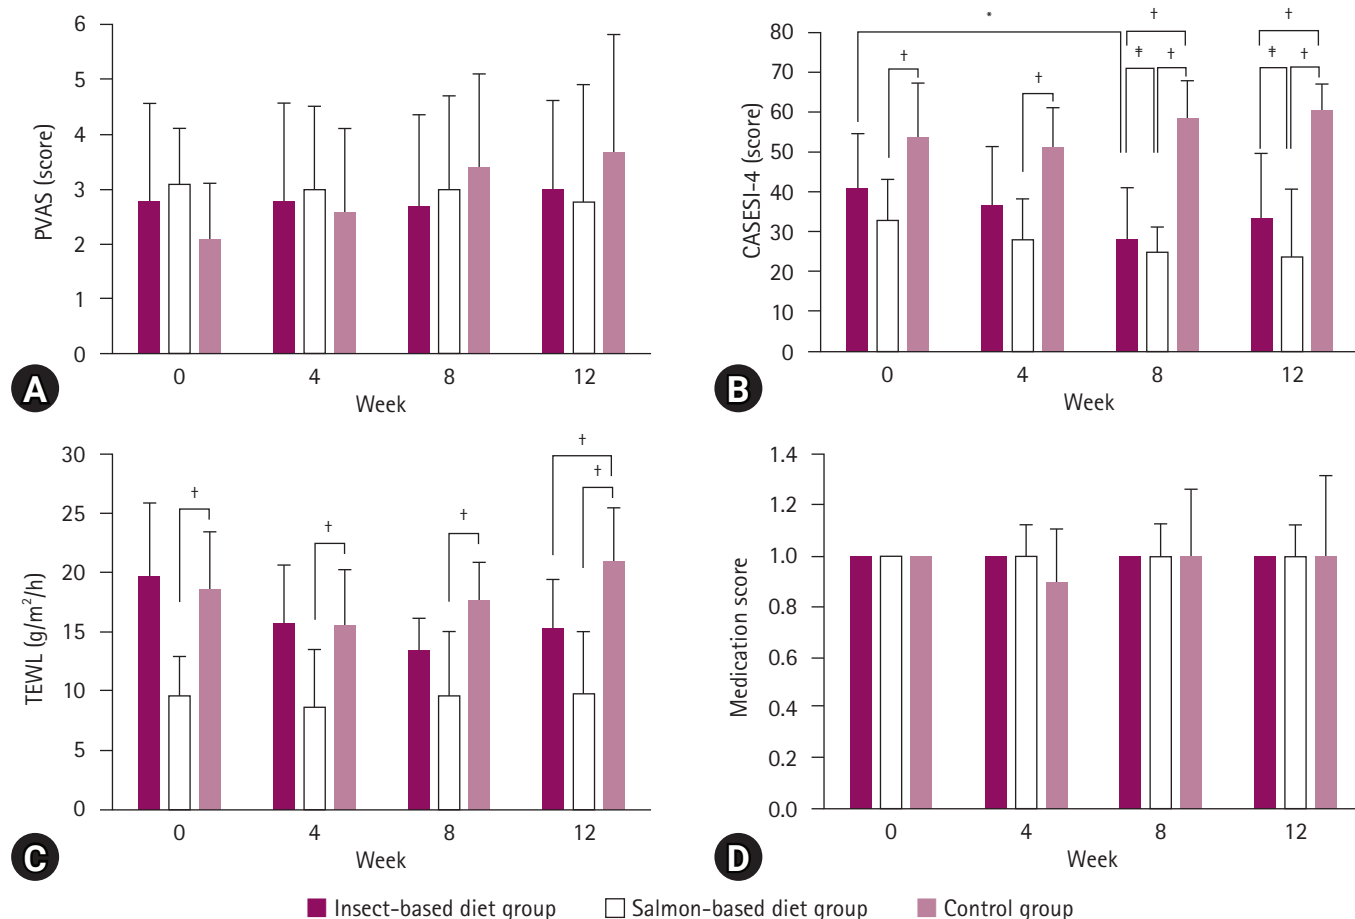 6
5
4
3
2
1
0
PVAS (score)
0 4 8 12
Week
A
80
70
60
50
40
30
20
10
0
CASESI-4 (score)
* † † † ‡ † † ‡ †
0 4 8 12
Week
B
30
25
20
15
10
5
0
TEWL (g/m²/h)
† † † † †
0 4 8 12
Week
C
1.4
1.2
1.0
0.8
0.6
0.4
0.2
0.0
Medication score
0 4 8 12
Week
D
Insect-based diet group Salmon-based diet group Control group